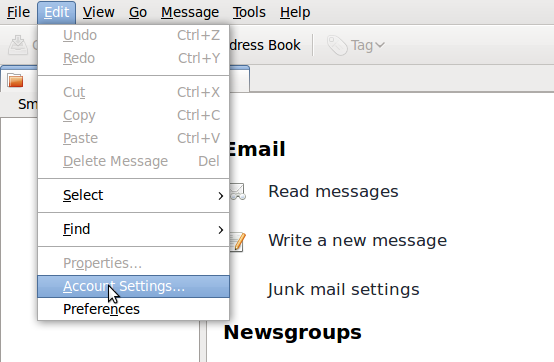 File Edit View Go Message Tools Help
dress Book Tag
Sm
Undo Ctrl+Z
Redo Ctrl+Y
Cut Ctrl+X
Copy Ctrl+C
Paste Ctrl+V
Delete Message Del
Select
Find
Properties...
Account Settings...
Preferences
Email
Read messages
Write a new message
Junk mail settings
Newsgroups